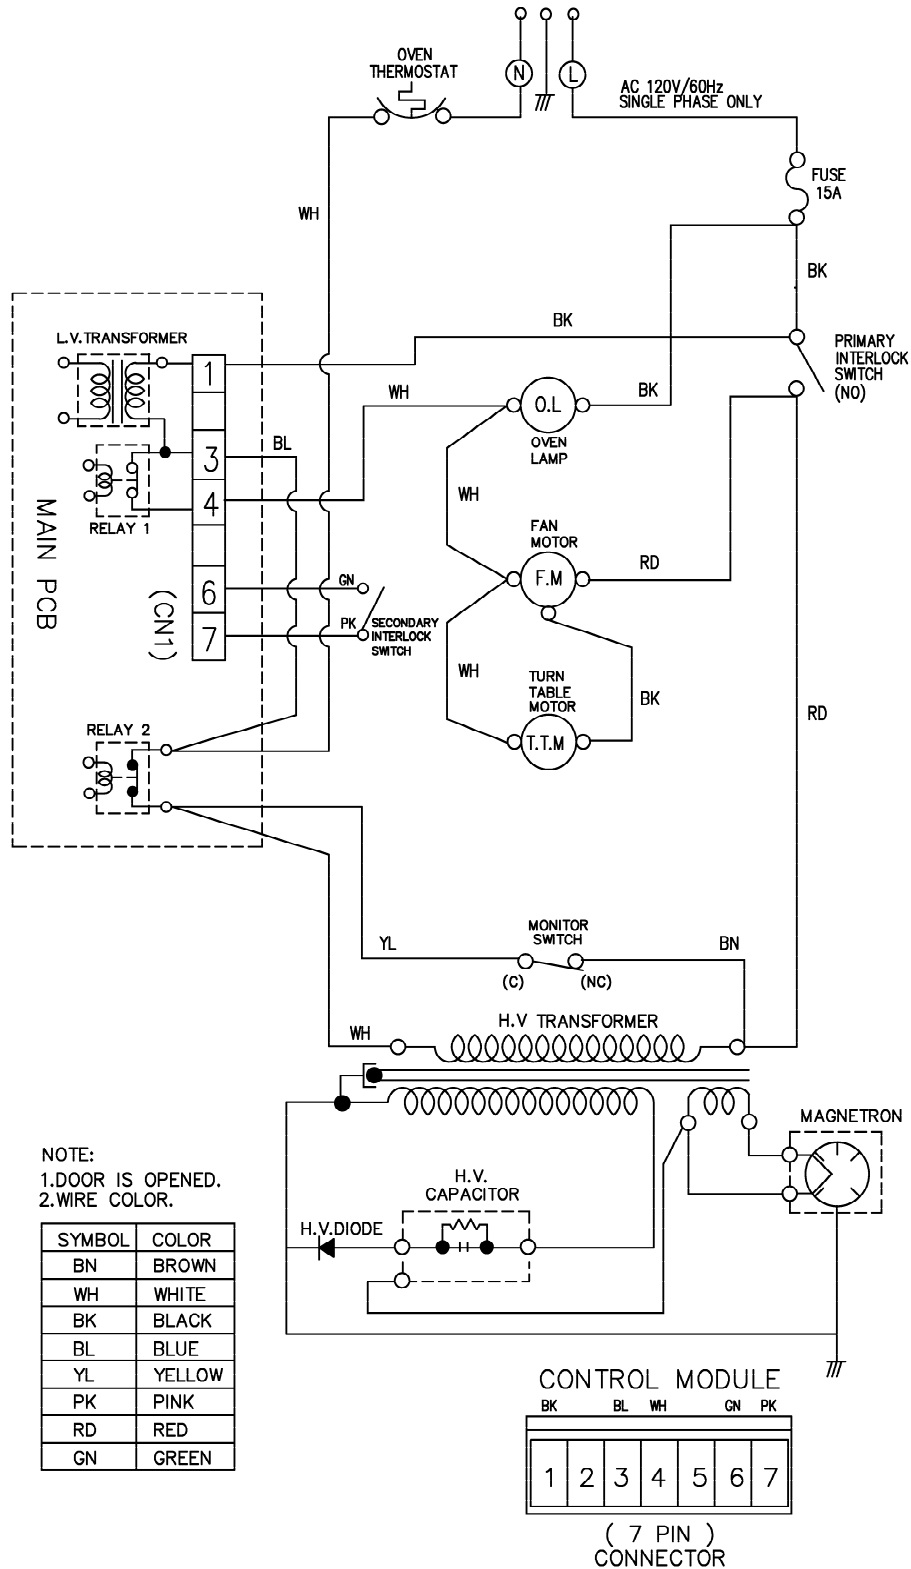 OVEN
THERMOSTAT
N
L
AC 120V/60Hz
SINGLE PHASE ONLY
FUSE
15A
WH
BK
BK
L.V.TRANSFORMER
PRIMARY
INTERLOCK
SWITCH
(NO)
1
WH
O.L
BK
OVEN
LAMP
3
BL
4
WH
RELAY 1
FAN
MOTOR
F.M
RD
MAIN PCB
(CN1)
6
GN
7
PK
SECONDARY
INTERLOCK
SWITCH
WH
TURN
TABLE
MOTOR
T.T.M
BK
RD
RELAY 2
MONITOR
SWITCH
YL
BN
(C)
(NC)
H.V TRANSFORMER
WH
MAGNETRON
NOTE:
1.DOOR IS OPENED.
2.WIRE COLOR.
H.V.
CAPACITOR
H.V.DIODE
SYMBOL COLOR
BN BROWN
WH WHITE
BK BLACK
BL BLUE
YL YELLOW
PK PINK
RD RED
GN GREEN
CONTROL MODULE
BK BL WH GN PK
1 2 3 4 5 6 7
( 7 PIN )
CONNECTOR